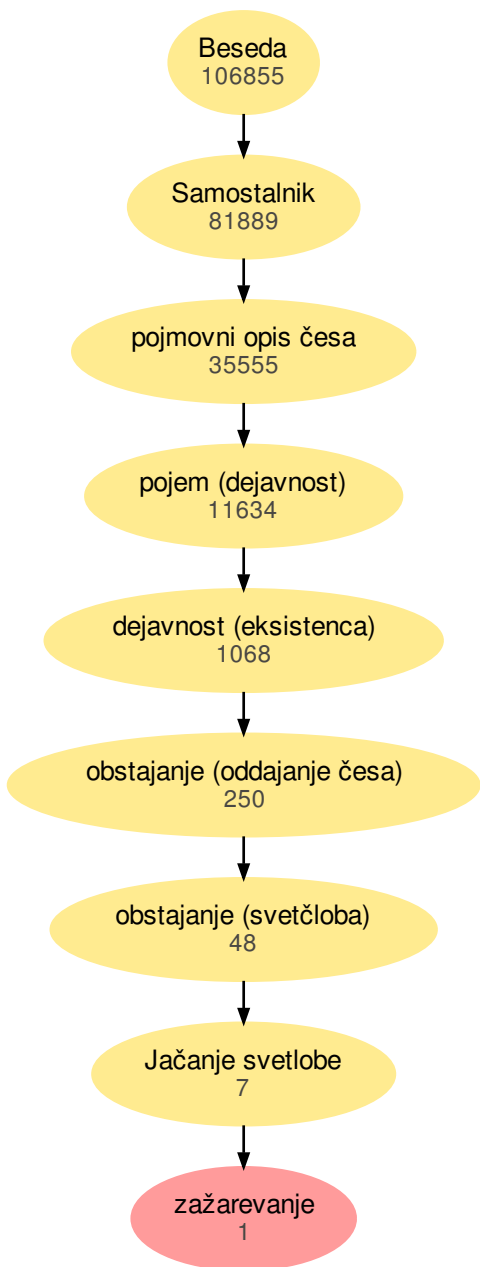 Beseda
106855
Samostalnik
81889
pojmovni opis česa
35555
pojem (dejavnost)
11634
dejavnost (eksistenca)
1068
obstajanje (oddajanje česa)
250
obstajanje (svetčloba)
48
Jačanje svetlobe
7
zažarevanje
1